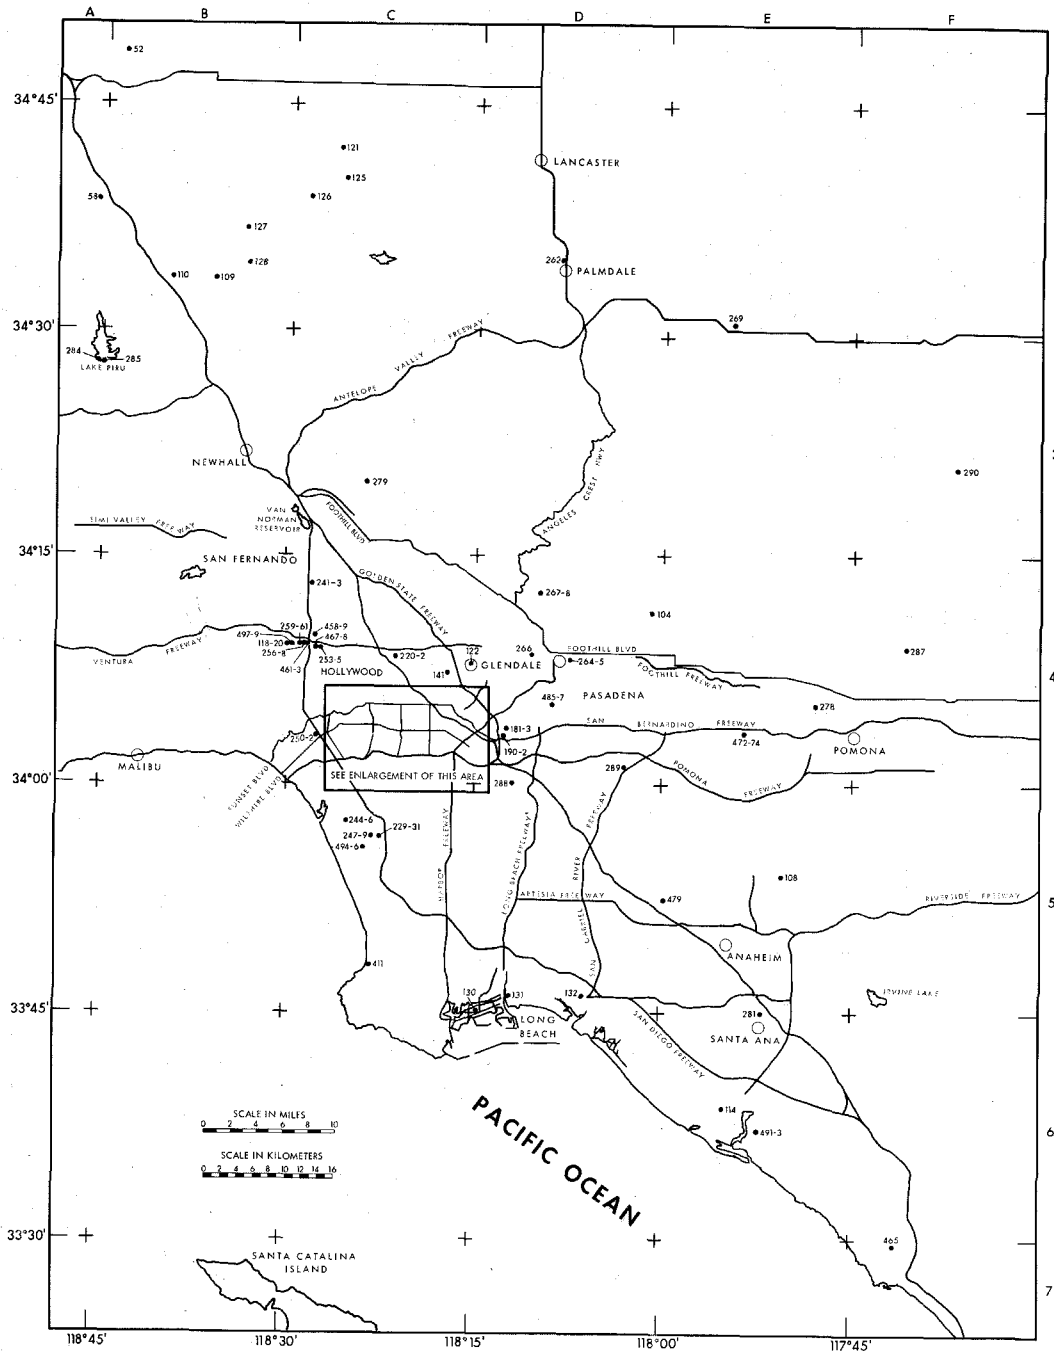 A B C D E F
52
34°45'
121
LANCASTER
125
58
126
127
128
262
110
109
PALMDALE
34°30'
269
ANTELOPE VALLEY FREEWAY
284
285
LAKE PIRU
NEWHALL
290
279
ANGELES CREST HWY
VAN
NORMAN
RESERVOIR
FOOTHILL BLVD
SIMI VALLEY FREEWAY
34°15'
SAN FERNANDO
GOLDEN STATE FREEWAY
241-3
267-8
104
259-61
458-9
497-9
467-8
118-20
256-8
461-3
253-5
VENTURA FREEWAY
HOLLYWOOD
220-2
122
GLENDALE
141
266
FOOTHILL BLVD
264-5
FOOTHILL FREEWAY
287
4
485-7
PASADENA
278
250-2
181-3
190-2
SAN BERNARDINO FREEWAY
472-74
POMONA
MALIBU
SEE ENLARGEMENT OF THIS AREA
289
POMONA FREEWAY
34°00'
SUNSET BLVD
WILSHIRE BLVD
288
244-6
247-9
229-31
494-6
HARBOR FREEWAY
LONG BEACH FREEWAY
SAN GABRIEL RIVER FREEWAY
108
ARTESIA FREEWAY
479
RIVERSIDE FREEWAY
5
ANAHEIM
411
130
131
132
IRVINE LAKE
33°45'
LONG
BEACH
281
SANTA ANA
SAN DIEGO FREEWAY
PACIFIC OCEAN
114
491-3
6
SCALE IN MILES
0 2 4 6 8 10
SCALE IN KILOMETERS
0 2 4 6 8 10 12 14 16
33°30'
465
SANTA CATALINA
ISLAND
7
118°45' 118°30' 118°15' 118°00' 117°45'